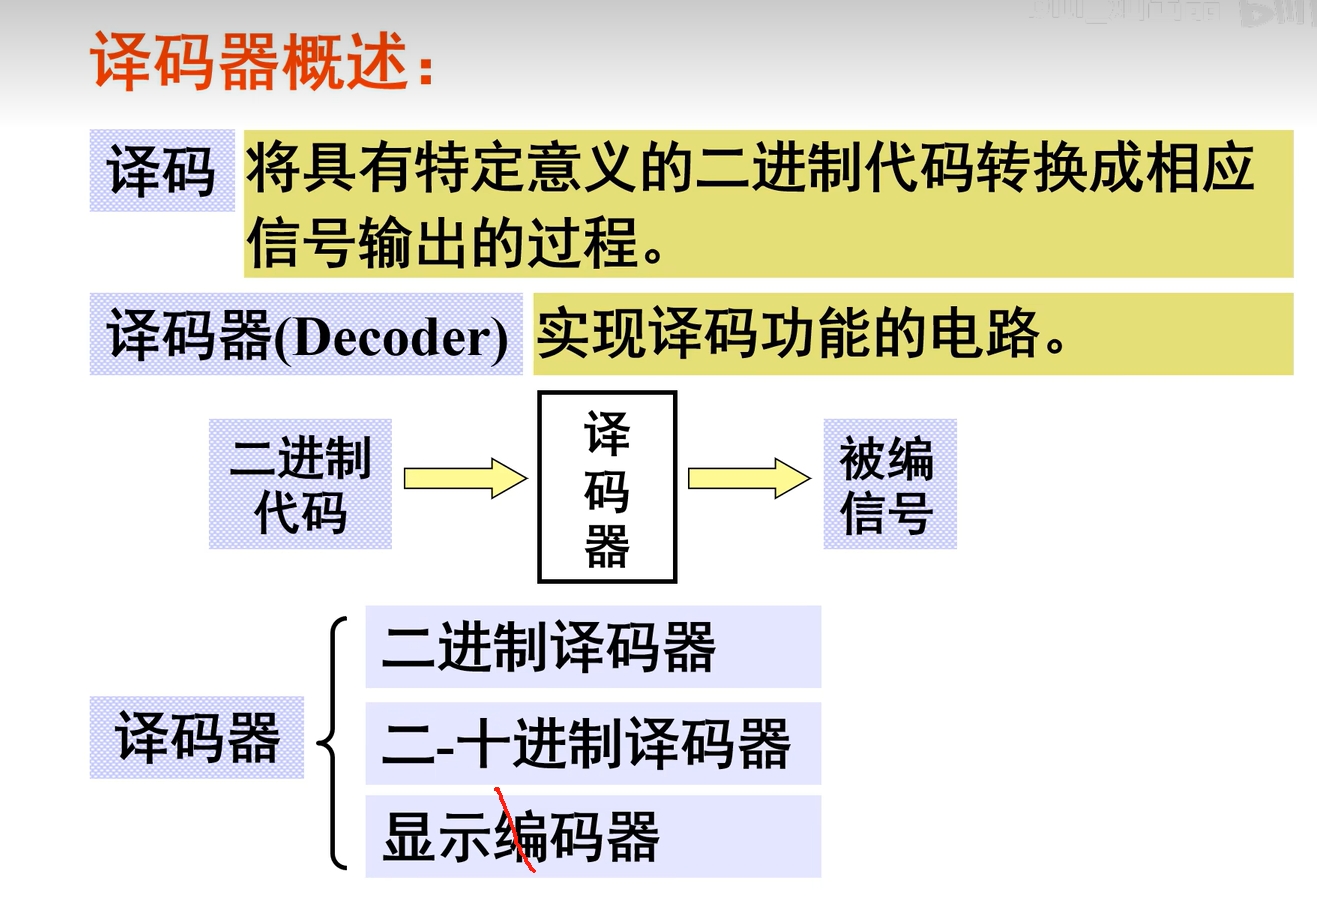 译码器概述：
译码
将具有特定意义的二进制代码转换成相应
信号输出的过程。
译码器(Decoder)
实现译码功能的电路。
二进制
代码
译
码
器
被编
信号
译码器
二进制译码器
二-十进制译码器
显示编码器